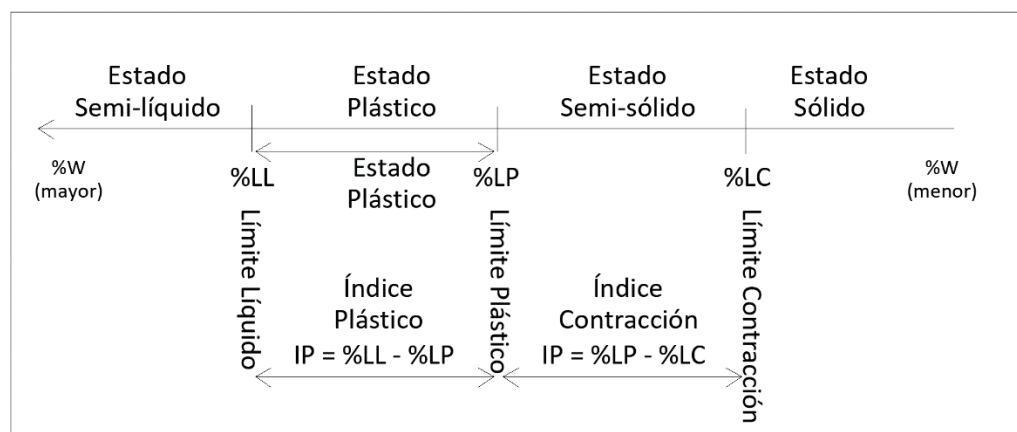 Estado
Semi-líquido
Estado
Plástico
Estado
Semi-sólido
Estado
Sólido
%W
(mayor)
%LL
Estado
Plástico
%LP
%LC
%W
(menor)
Límite Líquido
Índice
Plástico
IP = %LL - %LP
Límite Plástico
Índice
Contracción
IP = %LP - %LC
Límite Contracción